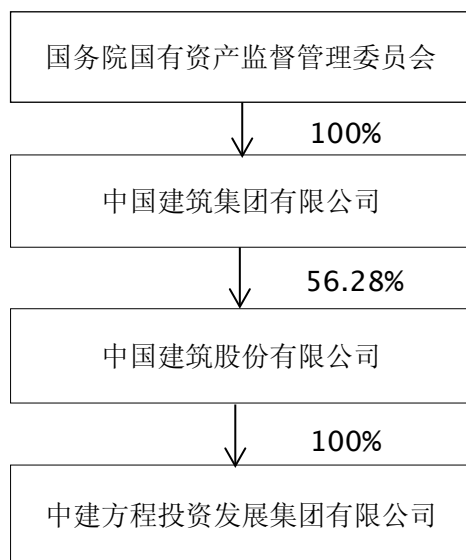 国务院国有资产监督管理委员会
100%
中国建筑集团有限公司
56.28%
中国建筑股份有限公司
100%
中建方程投资发展集团有限公司